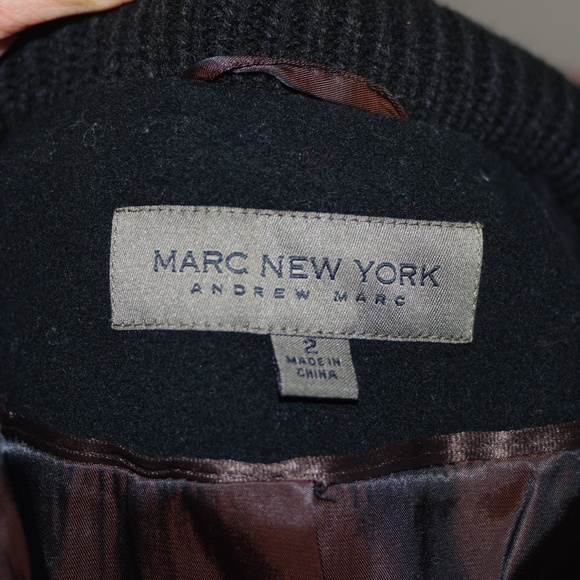 MARC NEW YORK
ANDREW MARC
2
MADE IN
CHINA